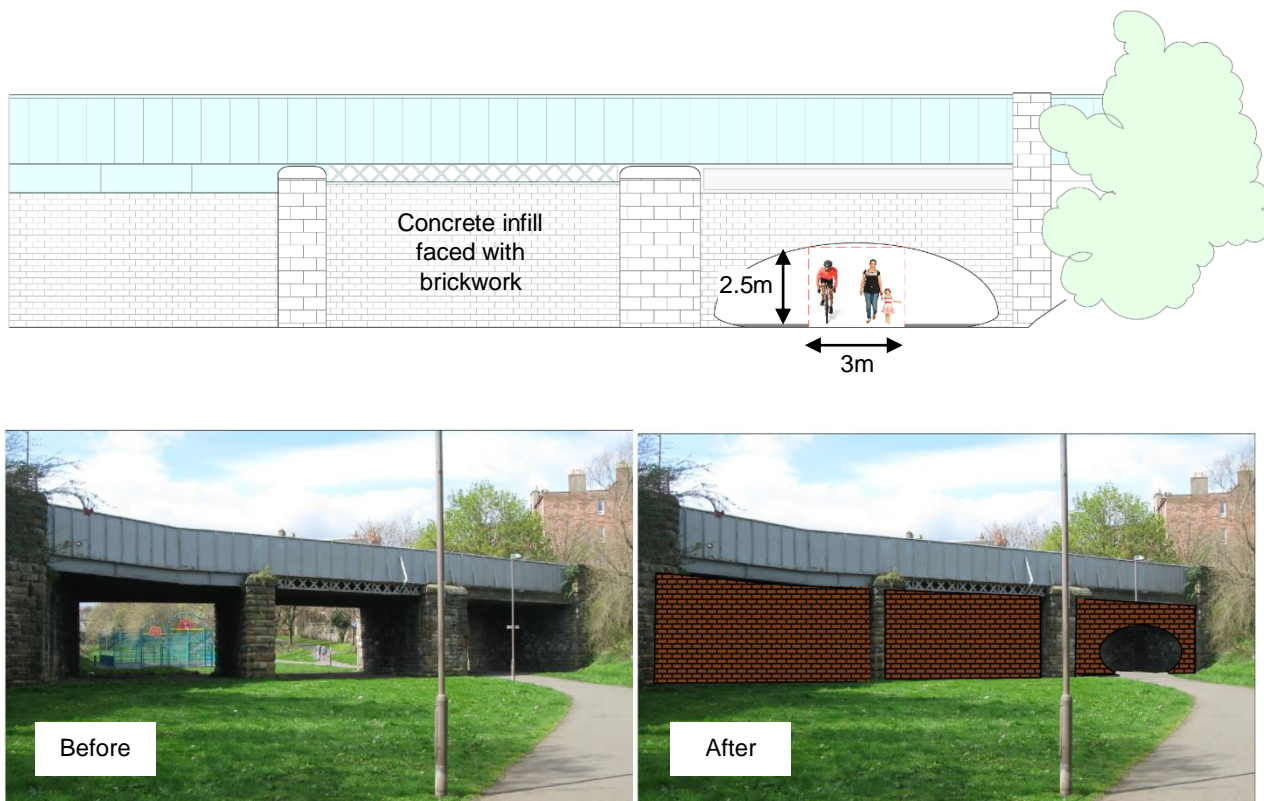 Concrete infill
faced with
brickwork
2.5m
3m
Before
After